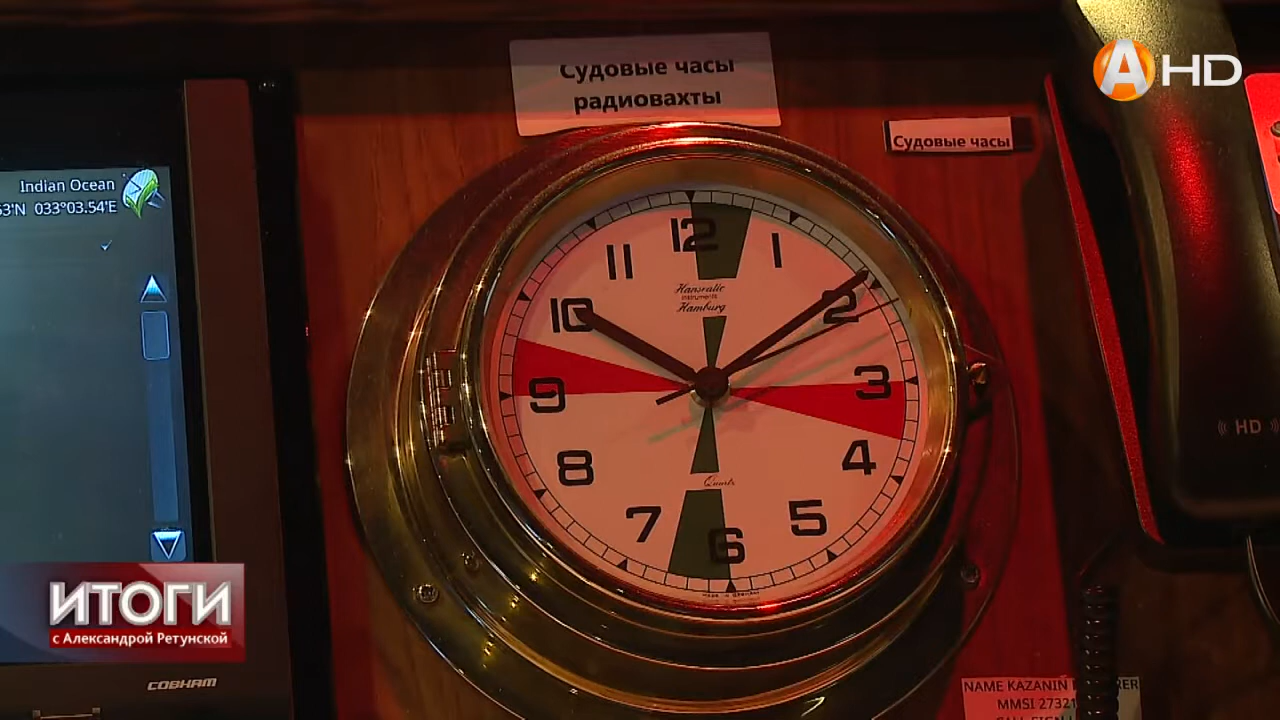 Судовые часы
радиовахты
А HD
Судовые часы
Indian Ocean
53'N 033°03.54'E
12
1
2
3
4
5
6
7
8
9
10
11
Hanseatic
Instruments
Hamburg
Quartz
HD
ИТОГИ
с Александрой Ретунской
COBHAM
NAME KAZANIN
MMSI 27321